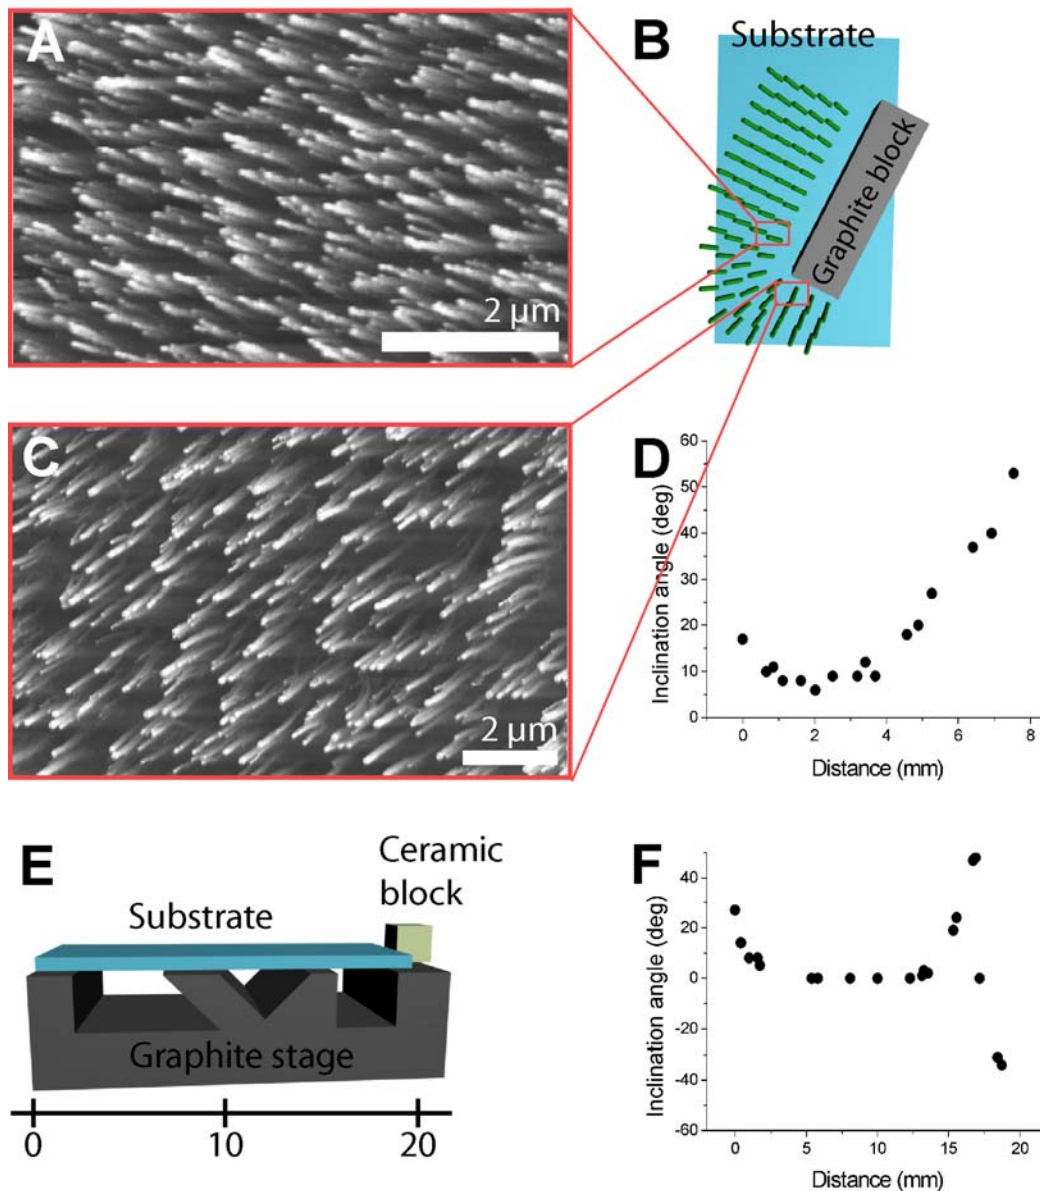 A
2 µm
B
Substrate
Graphite block
C
2 µm
D
Inclination angle (deg)
60
50
40
30
20
10
0
0 2 4 6 8
Distance (mm)
E
Ceramic
block
Substrate
Graphite stage
0 10 20
F
Inclination angle (deg)
40
20
0
-20
-40
-60
0 5 10 15 20
Distance (mm)